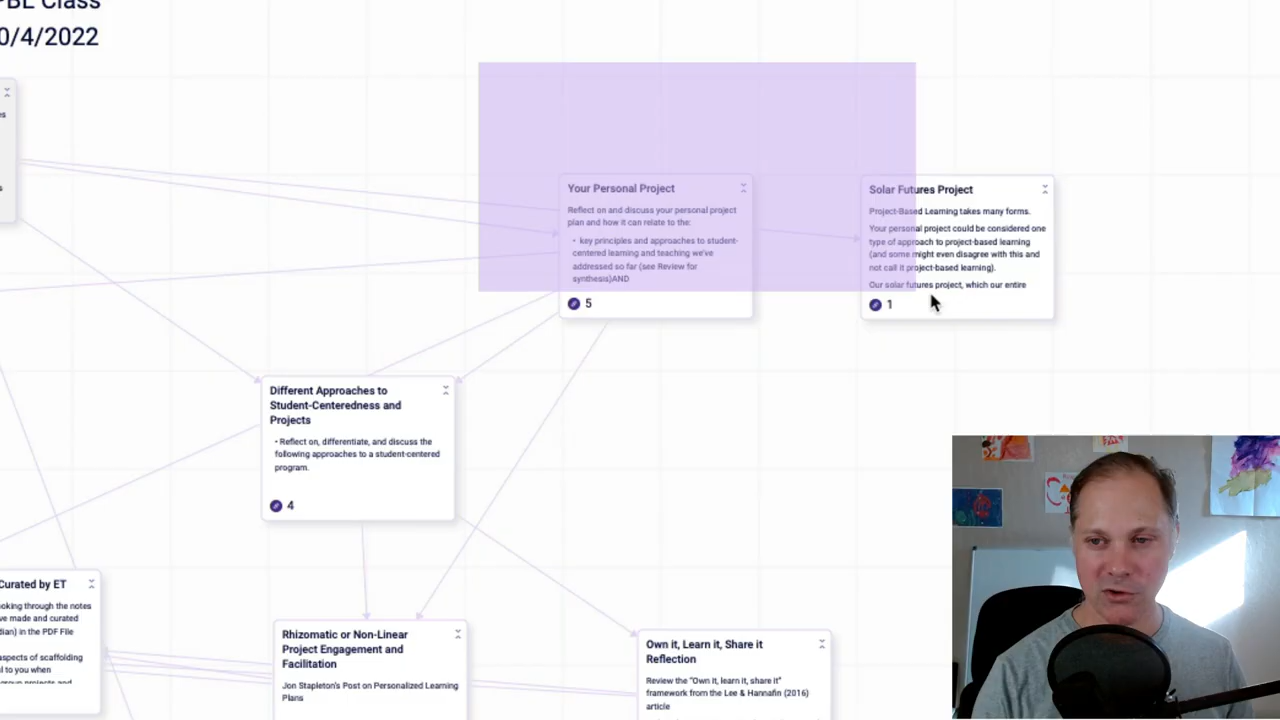 PBL Class
0/4/2022
es
s
Your Personal Project
Reflect on and discuss your personal project
plan and how it can relate to the:
• key principles and approaches to student-
centered learning and teaching we've
addressed so far (see Review for
synthesis)AND
5
Solar Futures Project
Project-Based Learning takes many forms.
Your personal project could be considered one
type of approach to project-based learning
(and some might even disagree with this and
not call it project-based learning).
Our solar futures project, which our entire
1
Different Approaches to
Student-Centeredness and
Projects
• Reflect on, differentiate, and discuss the
following approaches to a student-centered
program.
4
Curated by ET
ooking through the notes
ve made and curated
dian) in the PDF File
aspects of scaffolding
al to you when
group projects and
Rhizomatic or Non-Linear
Project Engagement and
Facilitation
Jon Stapleton's Post on Personalized Learning
Plans
Own it, Learn it, Share it
Reflection
Review the "Own it, learn it, share it"
framework from the Lee & Hannafin (2016)
article